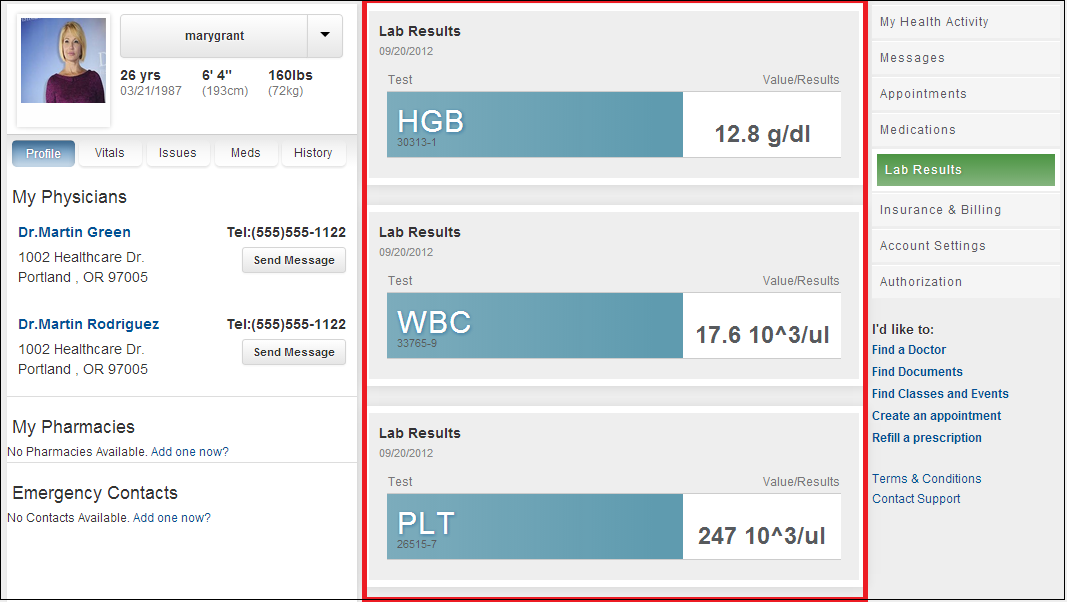 marygrant
26 yrs 6' 4" 160lbs
03/21/1987 (193cm) (72kg)
Profile Vitals Issues Meds History
My Physicians
Dr.Martin Green Tel:(555)555-1122
1002 Healthcare Dr. Send Message
Portland , OR 97005
Dr.Martin Rodriguez Tel:(555)555-1122
1002 Healthcare Dr. Send Message
Portland , OR 97005
My Pharmacies
No Pharmacies Available. Add one now?
Emergency Contacts
No Contacts Available. Add one now?
Lab Results
09/20/2012
Test Value/Results
HGB 12.8 g/dl
30313-1
Lab Results
09/20/2012
Test Value/Results
WBC 17.6 10^3/ul
33765-9
Lab Results
09/20/2012
Test Value/Results
PLT 247 10^3/ul
26515-7
My Health Activity
Messages
Appointments
Medications
Lab Results
Insurance & Billing
Account Settings
Authorization
I'd like to:
Find a Doctor
Find Documents
Find Classes and Events
Create an appointment
Refill a prescription
Terms & Conditions
Contact Support